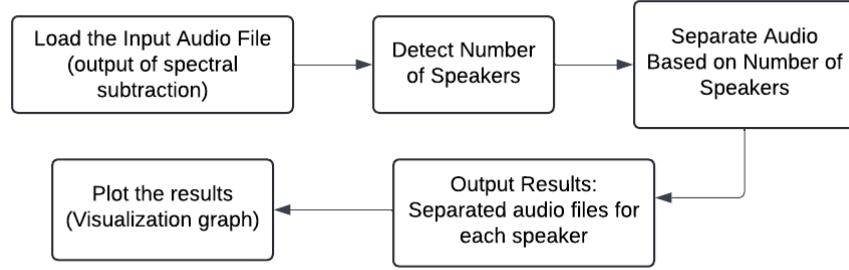 Load the Input Audio File
(output of spectral
subtraction)
Detect Number
of Speakers
Separate Audio
Based on Number of
Speakers
Output Results:
Separated audio files for
each speaker
Plot the results
(Visualization graph)